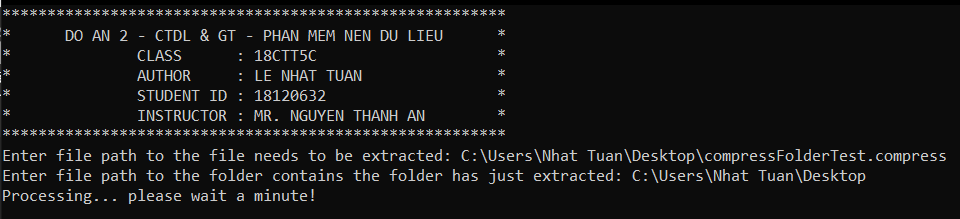 ********************************************************
* DO AN 2 - CTDL & GT - PHAN MEM NEN DU LIEU *
* CLASS : 18CTT5C *
* AUTHOR : LE NHAT TUAN *
* STUDENT ID : 18120632 *
* INSTRUCTOR : MR. NGUYEN THANH AN *
********************************************************
Enter file path to the file needs to be extracted: C:\Users\Nhat Tuan\Desktop\compressFolderTest.compress
Enter file path to the folder contains the folder has just extracted: C:\Users\Nhat Tuan\Desktop
Processing... please wait a minute!